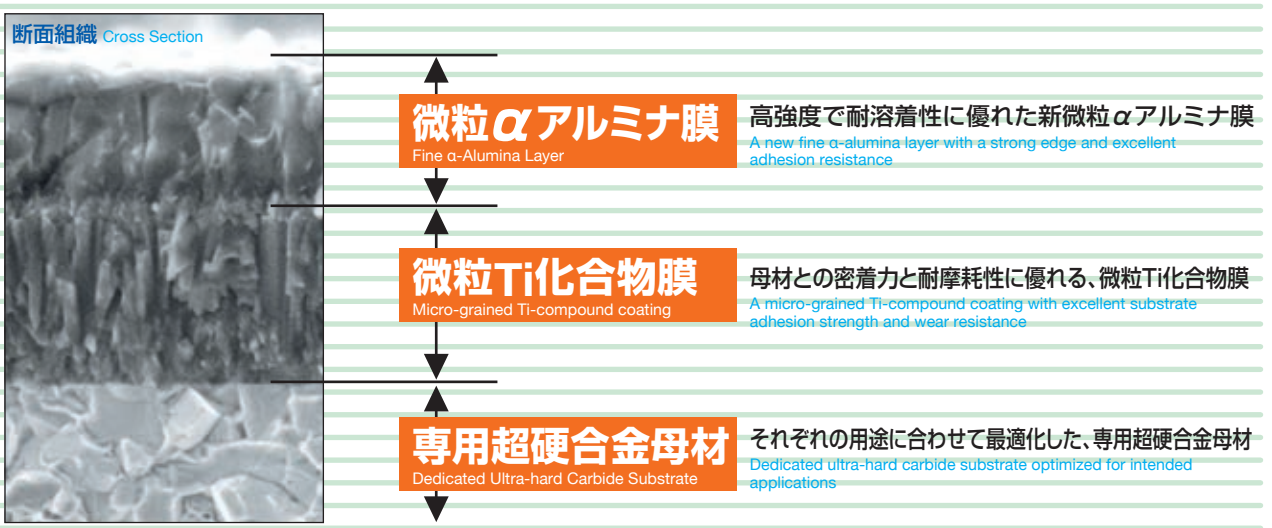 断面組織 Cross Section
微粒αアルミナ膜
Fine α-Alumina Layer
高強度で耐溶着性に優れた新微粒αアルミナ膜
A new fine α-alumina layer with a strong edge and excellent
adhesion resistance
微粒Ti化合物膜
Micro-grained Ti-compound coating
母材との密着力と耐摩耗性に優れる、微粒Ti化合物膜
A micro-grained Ti-compound coating with excellent substrate
adhesion strength and wear resistance
専用超硬合金母材
Dedicated Ultra-hard Carbide Substrate
それぞれの用途に合わせて最適化した、専用超硬合金母材
Dedicated ultra-hard carbide substrate optimized for intended
applications